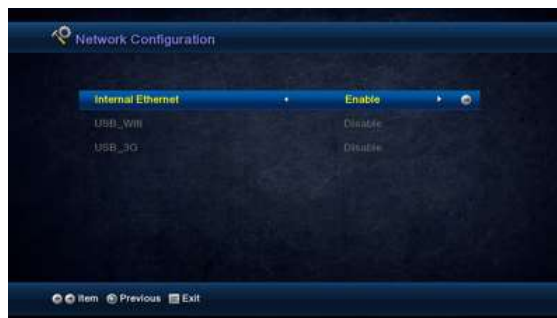 Network Configuration
Internal Ethernet Enable
USB_Wifi Disable
USB_3G Disable
Item Previous Exit